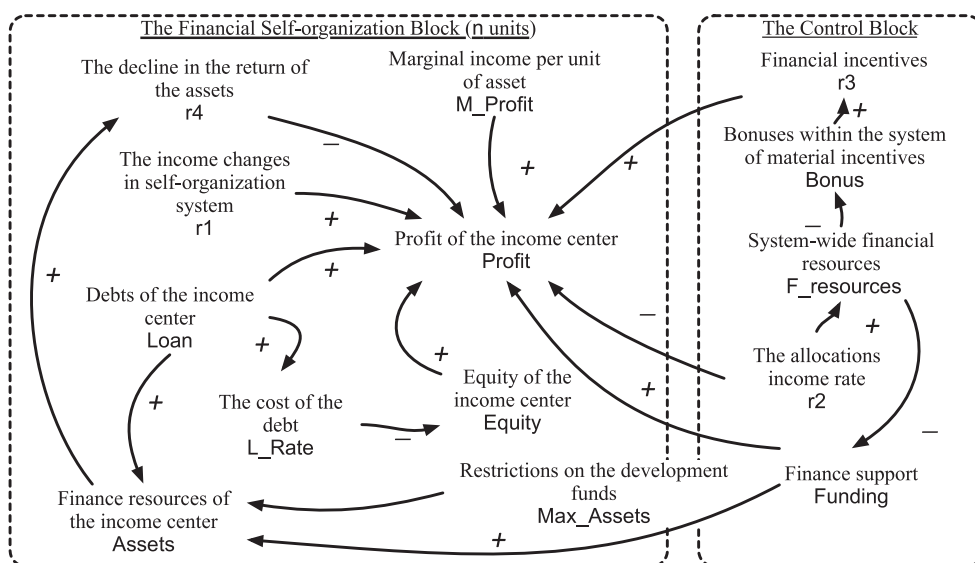 The Financial Self-organization Block (n units)
The decline in the return of
the assets
r4
Marginal income per unit
of asset
M_Profit
–
+
The income changes
in self-organization
system
r1
+
Profit of the income center
Profit
+
+
Debts of the income
center
Loan
+
+
+
The cost of the
debt
L_Rate
–
Equity of the
income center
Equity
Restrictions on the development
funds
Max_Assets
Finance resources of
the income center
Assets
+
The Control Block
Financial incentives
r3
+
+
Bonuses within the system
of material incentives
Bonus
–
System-wide financial
resources
F_resources
–
+
The allocations
income rate
r2
+
–
Finance support
Funding